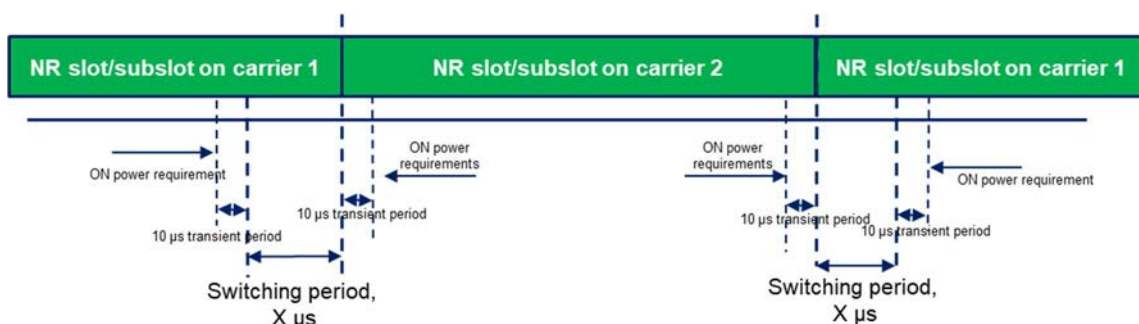 NR slot/subslot on carrier 1
NR slot/subslot on carrier 2
NR slot/subslot on carrier 1
ON power requirement
ON power
requirements
ON power
requirements
ON power requirement
10 µs transient period
10 µs transient period
10 µs transient period
10 µs transient period
Switching period,
X µs
Switching period,
X µs